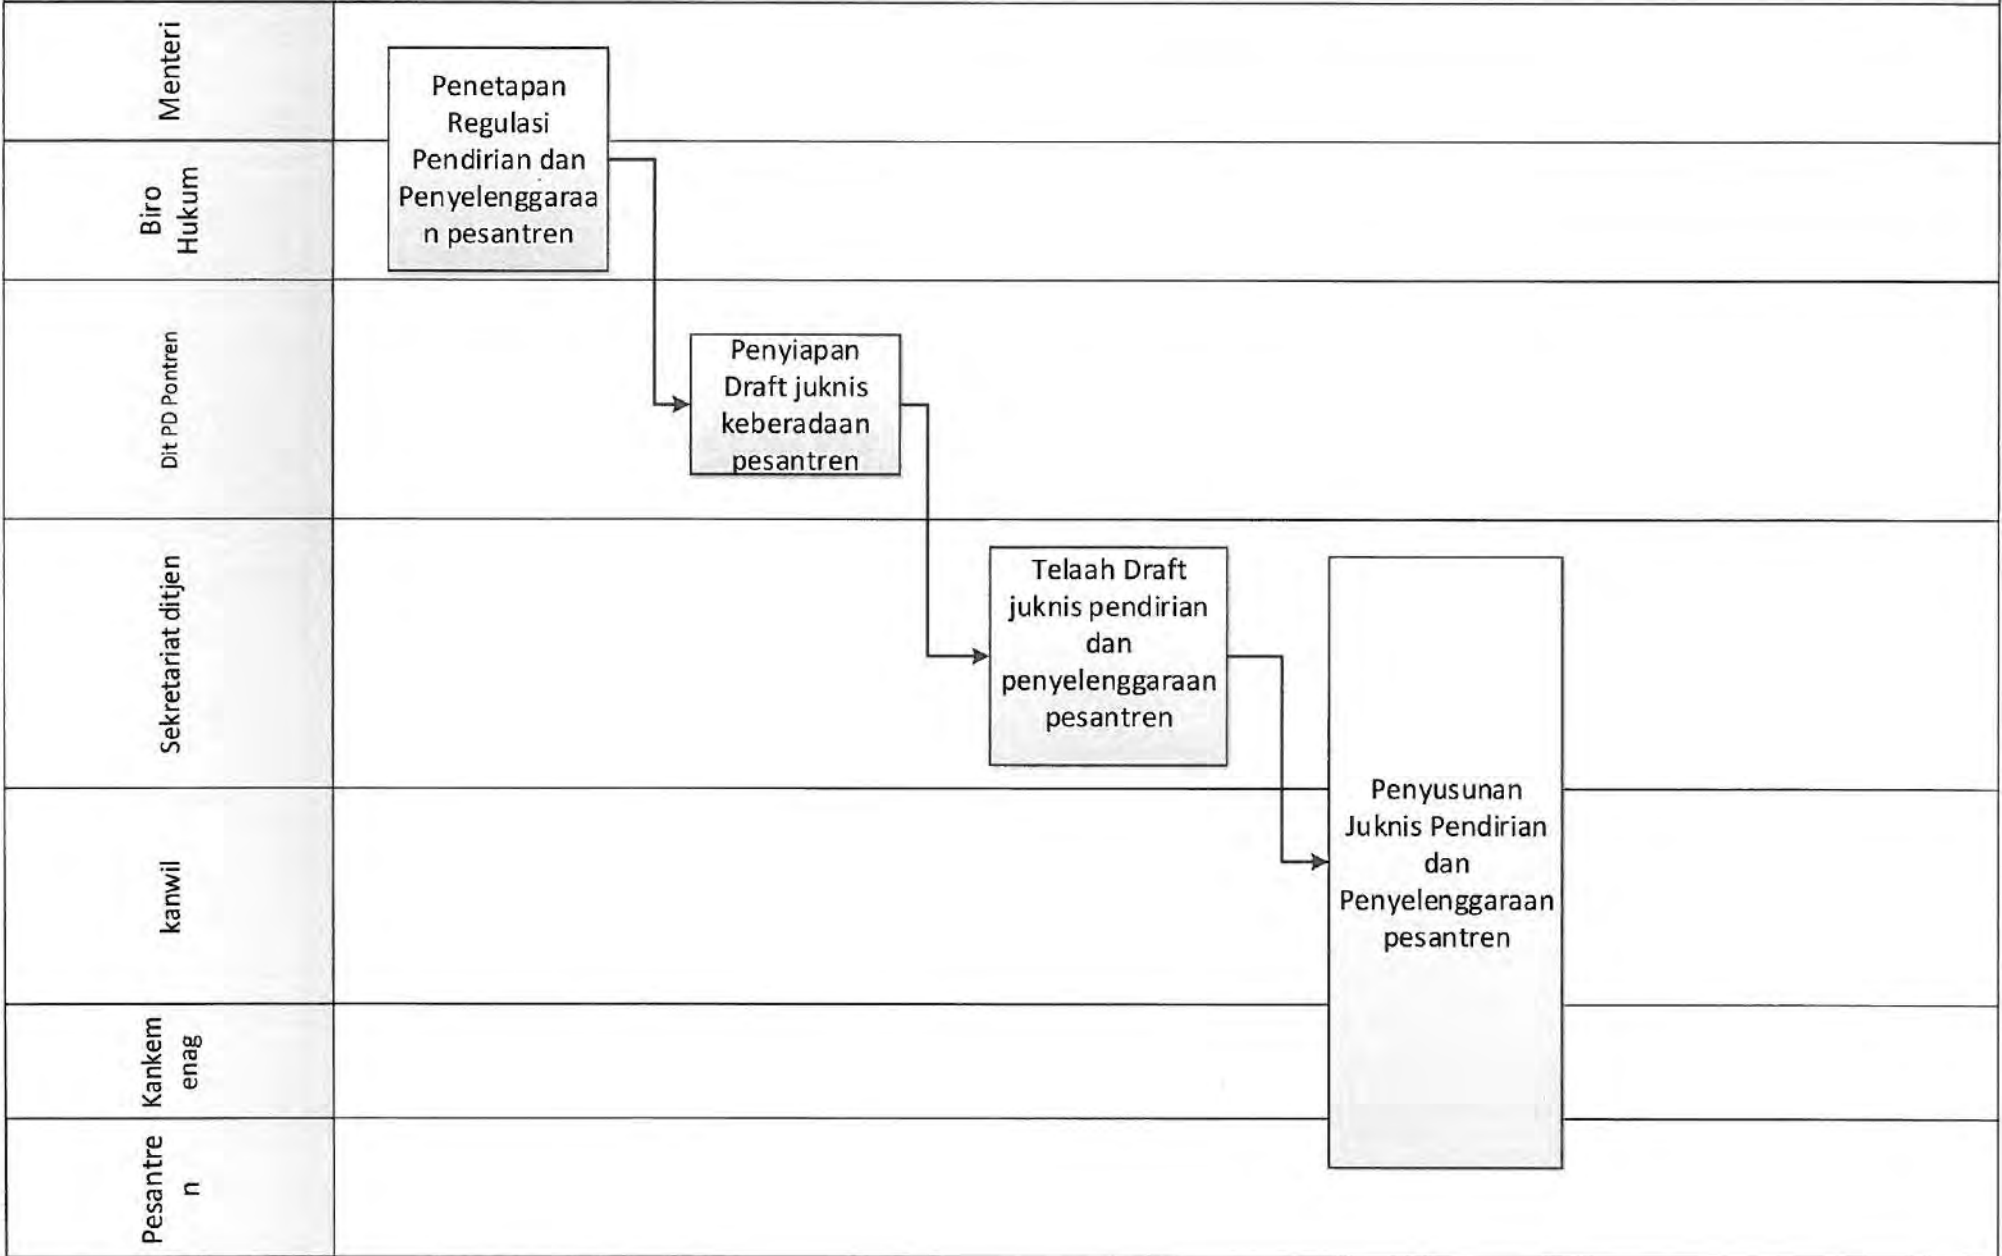 Menteri
Penetapan
Regulasi
Pendirian dan
Penyelenggaraa
n pesantren
Biro
Hukum
Dit PD Pontren
Penyiapan
Draft juknis
keberadaan
pesantren
Sekretariat ditjen
Telaah Draft
juknis pendirian
dan
penyelenggaraan
pesantren
Penyusunan
Juknis Pendirian
dan
Penyelenggaraan
pesantren
kanwil
Kankem
enag
Pesantre
n